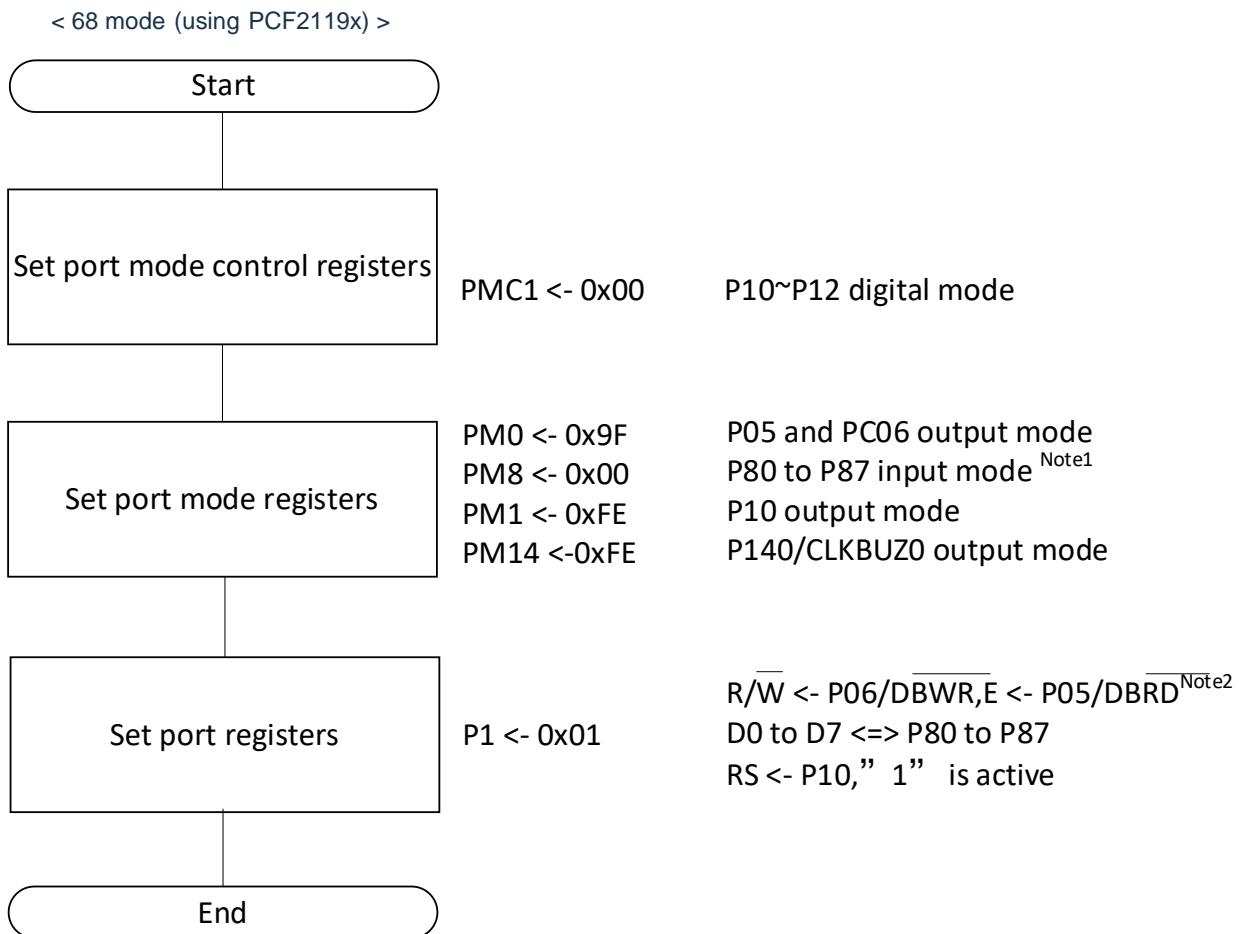 < 68 mode (using PCF2119x) >
Start
Set port mode control registers
PMC1 <- 0x00 P10~P12 digital mode
Set port mode registers
PM0 <- 0x9F P05 and PC06 output mode
PM8 <- 0x00 P80 to P87 input mode Note1
PM1 <- 0xFE P10 output mode
PM14 <-0xFE P140/CLKBUZ0 output mode
Set port registers
P1 <- 0x01
R/W <- P06/DBWR,E <- P05/DBRD Note2
D0 to D7 <=> P80 to P87
RS <- P10,” 1” is active
End